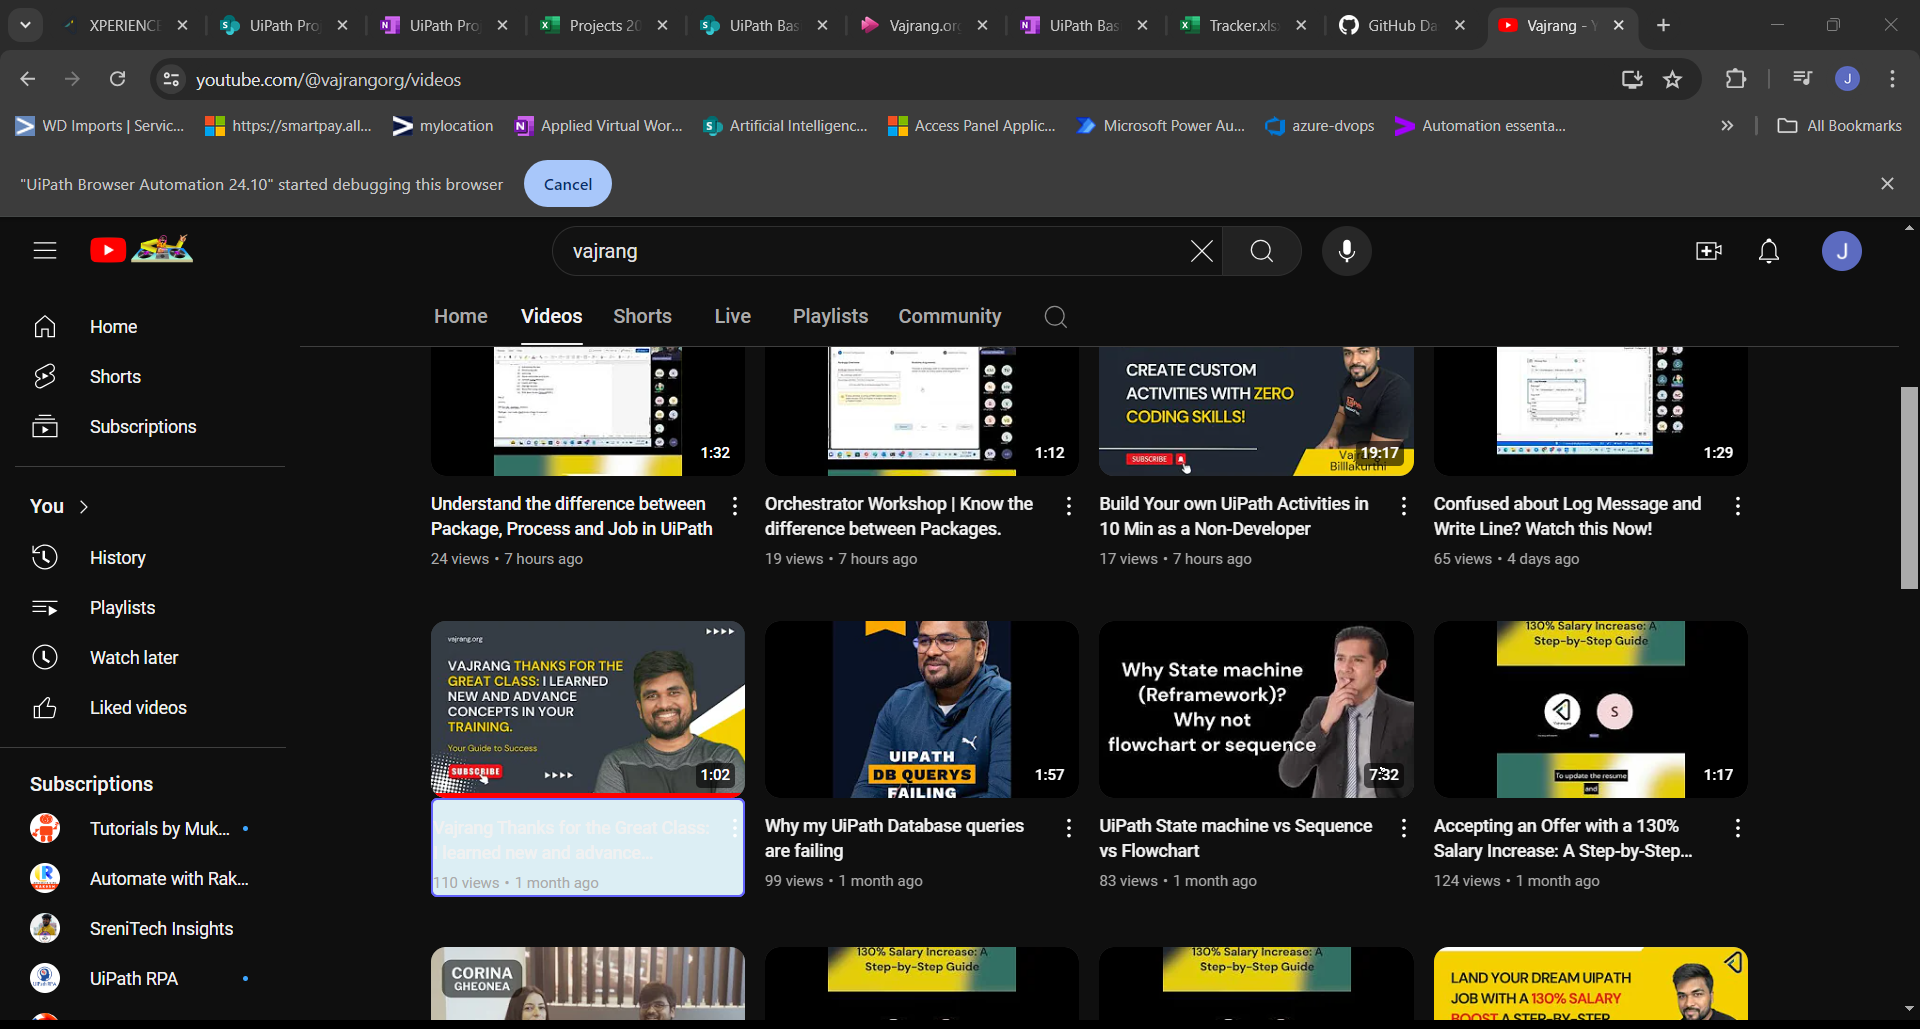 XPERIENCE
UiPath Pro
UiPath Pro
Projects 20
UiPath Bas
Vajrang.org
UiPath Bas
Tracker.xls
GitHub Da
Vajrang - Y
youtube.com/@vajrangorg/videos
J
WD Imports | Servic...
https://smartpay.all...
mylocation
Applied Virtual Wor...
Artificial Intelligenc...
Access Panel Applic...
Microsoft Power Au...
azure-dvops
Automation essenta...
All Bookmarks
"UiPath Browser Automation 24.10" started debugging this browser
Cancel
vajrang
J
Home
Videos
Shorts
Live
Playlists
Community
Home
Shorts
Subscriptions
You
History
Playlists
Watch later
Liked videos
Subscriptions
Tutorials by Muk...
Automate with Rak...
SreniTech Insights
UiPath RPA
1:32
Understand the difference between
Package, Process and Job in UiPath
24 views • 7 hours ago
1:12
Orchestrator Workshop | Know the
difference between Packages.
19 views • 7 hours ago
CREATE CUSTOM
ACTIVITIES WITH ZERO
CODING SKILLS!
SUBSCRIBE
19:17
Billlakurthi
Build Your own UiPath Activities in
10 Min as a Non-Developer
17 views • 7 hours ago
1:29
Confused about Log Message and
Write Line? Watch this Now!
65 views • 4 days ago
vajrang.org
VAJRANG THANKS FOR THE
GREAT CLASS: I LEARNED
NEW AND ADVANCE
CONCEPTS IN YOUR
TRAINING.
Your Guide to Success
SUBSCRIBE
1:02
Vajrang Thanks for the Great Class:
I learned new and advance...
110 views • 1 month ago
UIPATH
DB QUERYS
FAILING
1:57
Why my UiPath Database queries
are failing
99 views • 1 month ago
Why State machine
(Reframework)?
Why not
flowchart or sequence
7:32
UiPath State machine vs Sequence
vs Flowchart
83 views • 1 month ago
130% Salary Increase: A
Step-by-Step Guide
S
To update the resume
and
1:17
Accepting an Offer with a 130%
Salary Increase: A Step-by-Step...
124 views • 1 month ago
CORINA
GHEONEA
130% Salary Increase: A
Step-by-Step Guide
130% Salary Increase: A
Step-by-Step Guide
LAND YOUR DREAM UIPATH
JOB WITH A 130% SALARY
BOOST A STEP-BY-STEP